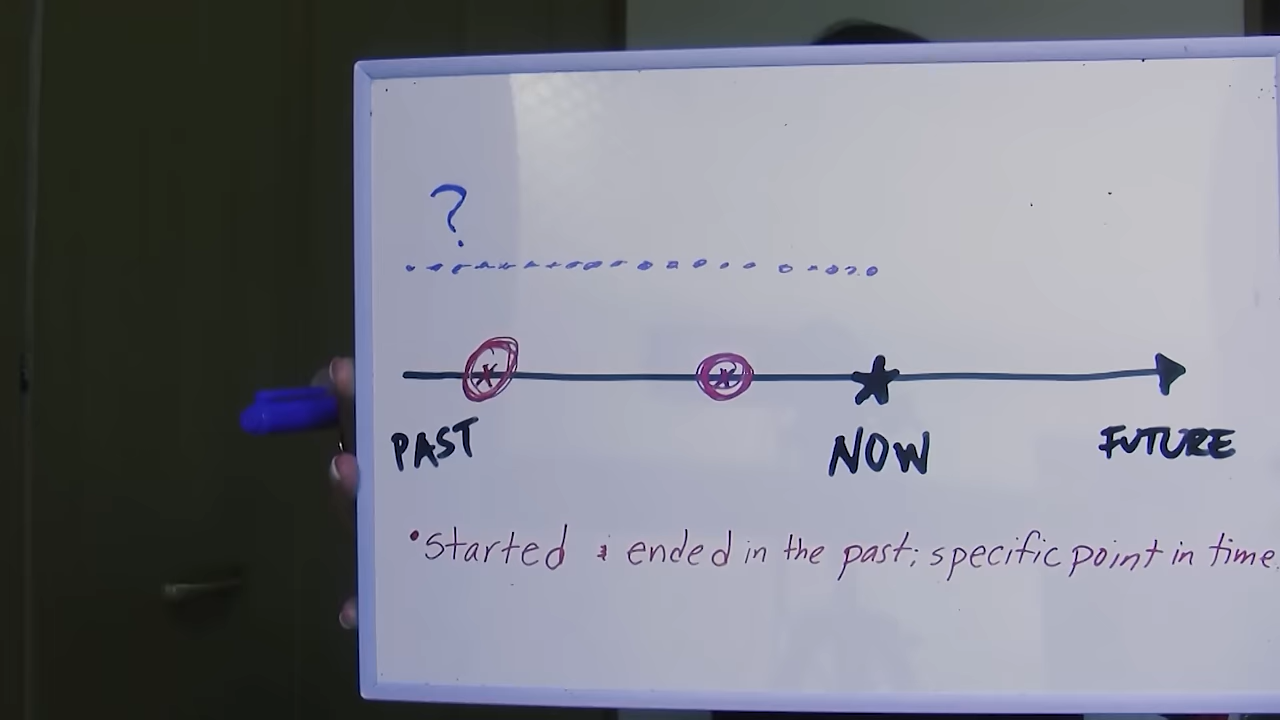 ?
PAST NOW FUTURE
• Started & ended in the past; specific point in time.